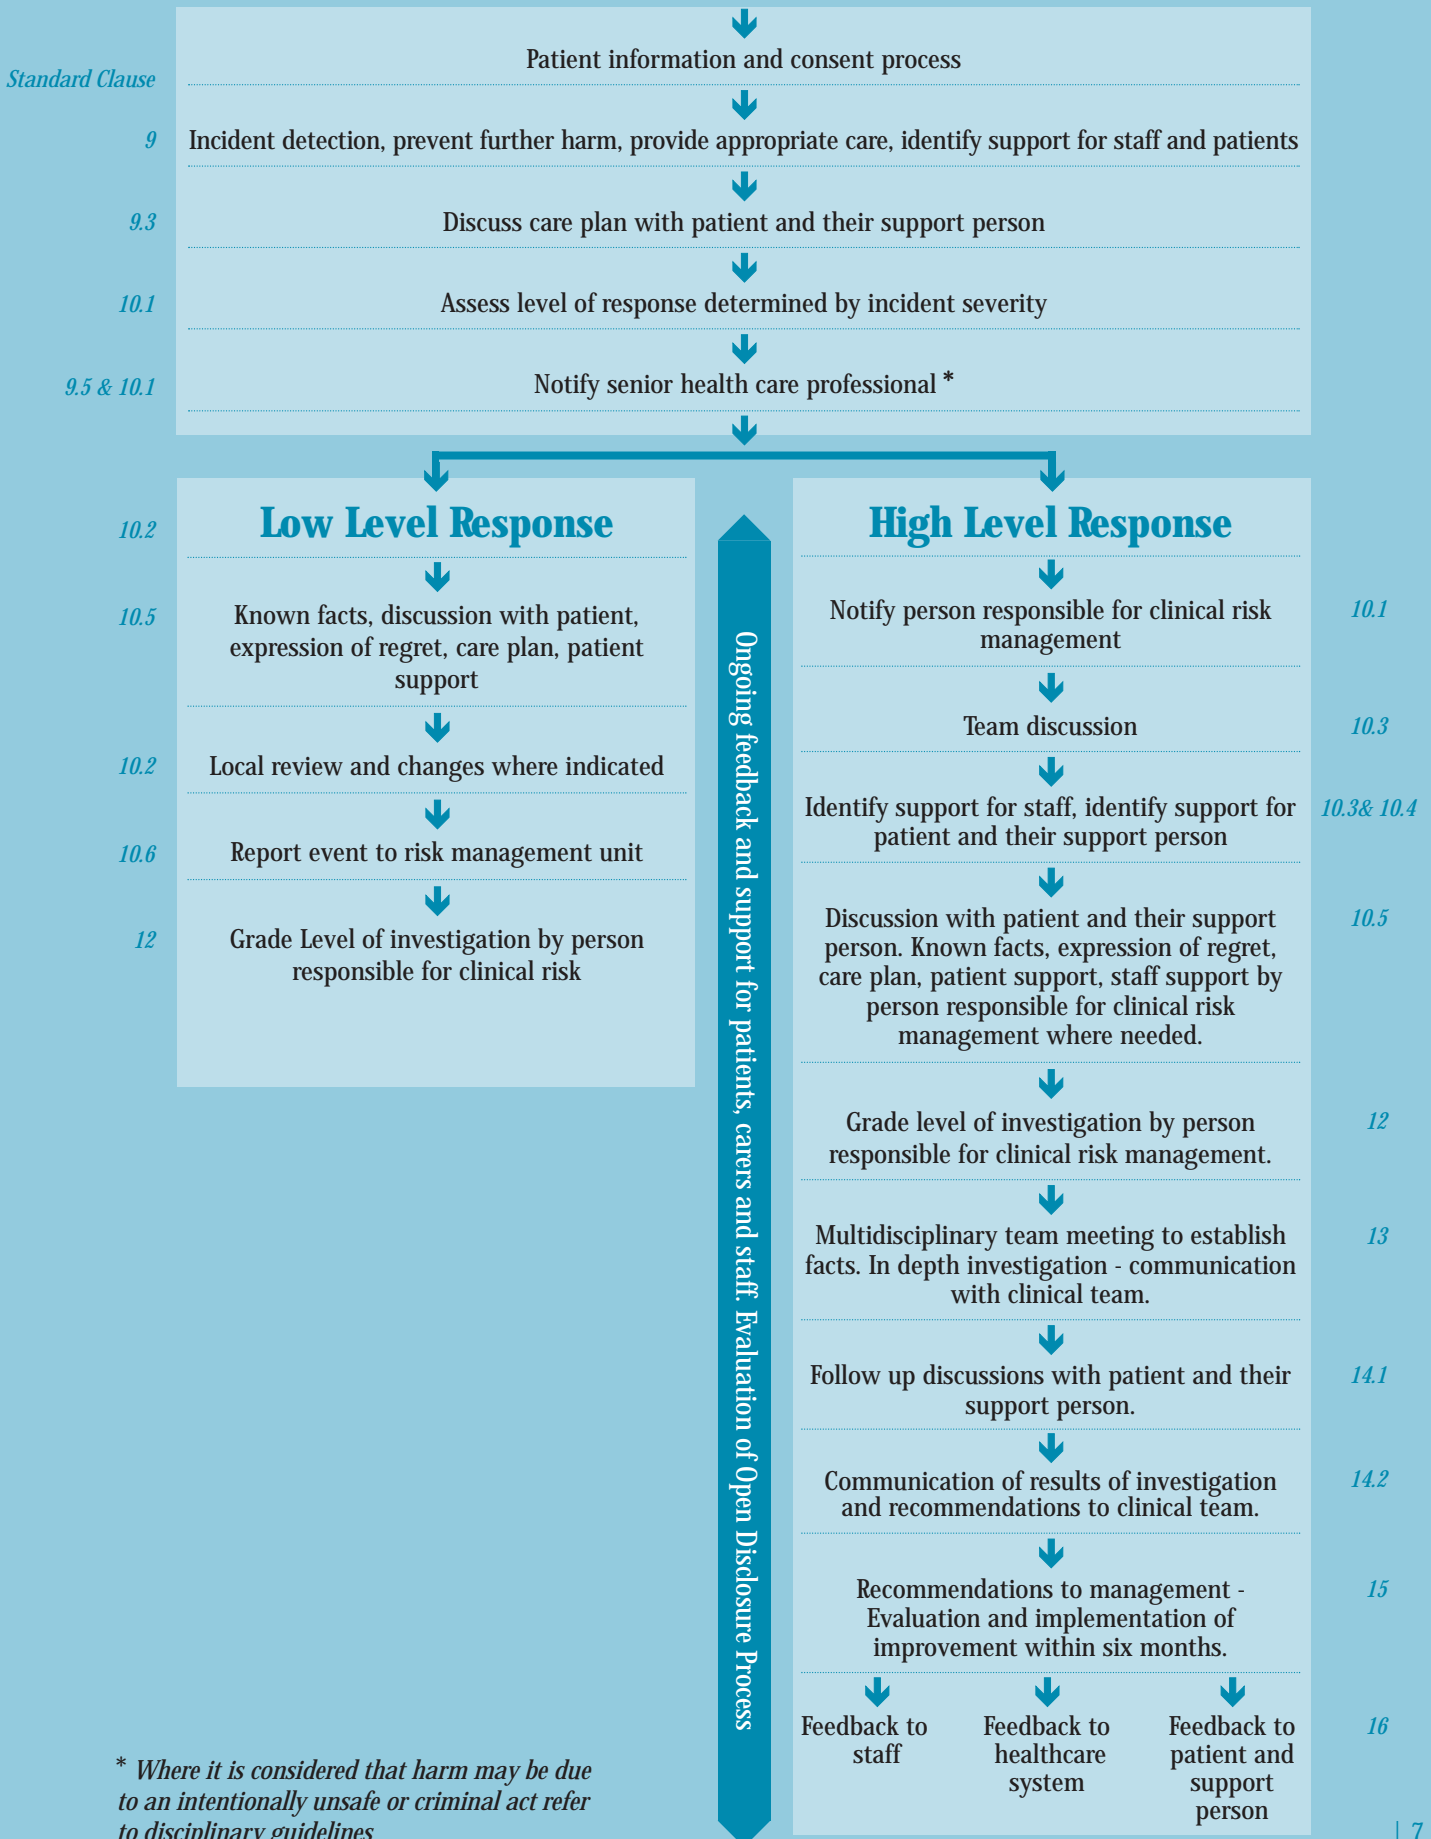 Patient information and consent process
Standard Clause
9
Incident detection, prevent further harm, provide appropriate care, identify support for staff and patients
9.3
Discuss care plan with patient and their support person
10.1
Assess level of response determined by incident severity
9.5 & 10.1
Notify senior health care professional *
10.2
Low Level Response
10.5
Known facts, discussion with patient,
expression of regret, care plan, patient
support
10.2
Local review and changes where indicated
10.6
Report event to risk management unit
12
Grade Level of investigation by person
responsible for clinical risk
Ongoing feedback and support for patients, carers and staff. Evaluation of Open Disclosure Process
High Level Response
Notify person responsible for clinical risk
management
10.1
Team discussion
10.3
Identify support for staff, identify support for
patient and their support person
10.3& 10.4
Discussion with patient and their support
person. Known facts, expression of regret,
care plan, patient support, staff support by
person responsible for clinical risk
management where needed.
10.5
Grade level of investigation by person
responsible for clinical risk management.
12
Multidisciplinary team meeting to establish
facts. In depth investigation - communication
with clinical team.
13
Follow up discussions with patient and their
support person.
14.1
Communication of results of investigation
and recommendations to clinical team.
14.2
Recommendations to management -
Evaluation and implementation of
improvement within six months.
15
Feedback to
staff
Feedback to
healthcare
system
Feedback to
patient and
support
person
16
* Where it is considered that harm may be due
to an intentionally unsafe or criminal act refer
to disciplinary guidelines
| 7